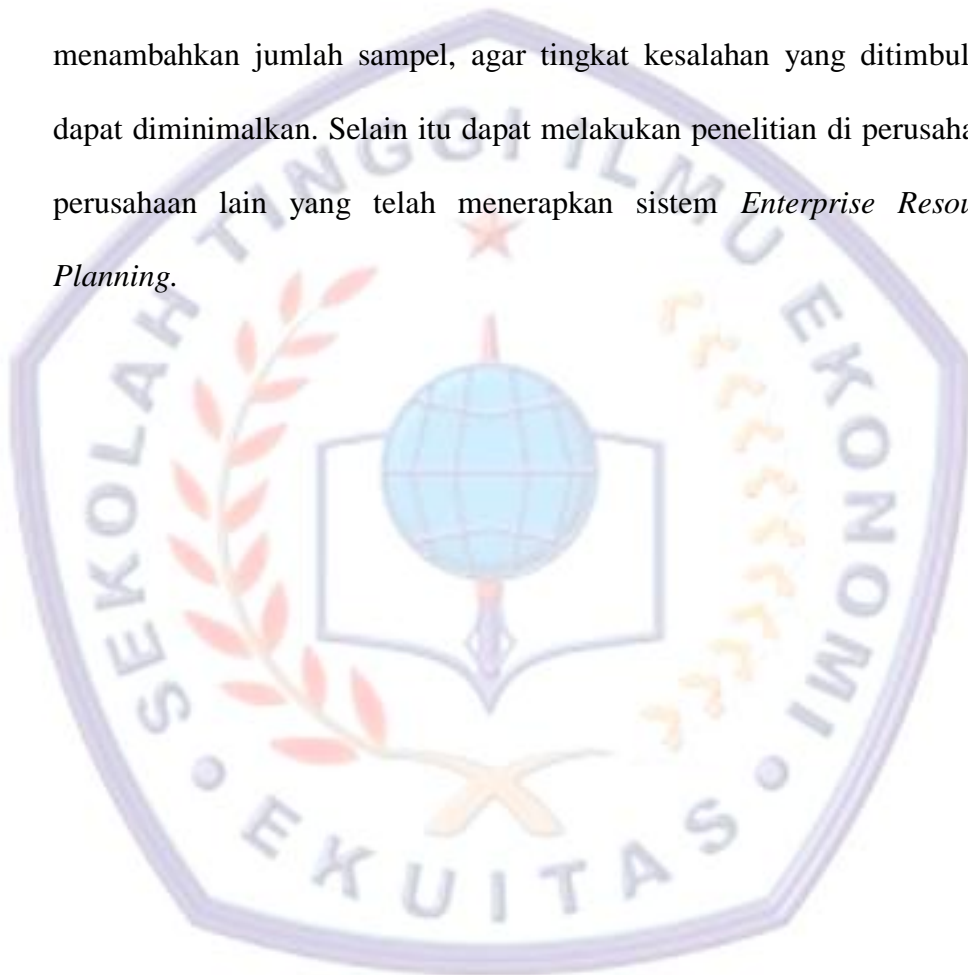 menambahkan jumlah sampel, agar tingkat kesalahan yang ditimbul
dapat diminimalkan. Selain itu dapat melakukan penelitian di perusaha
perusahaan lain yang telah menerapkan sistem Enterprise Resou
Planning.
SEKOLAH TINGGI ILMU EKONOMI
EKUITAS